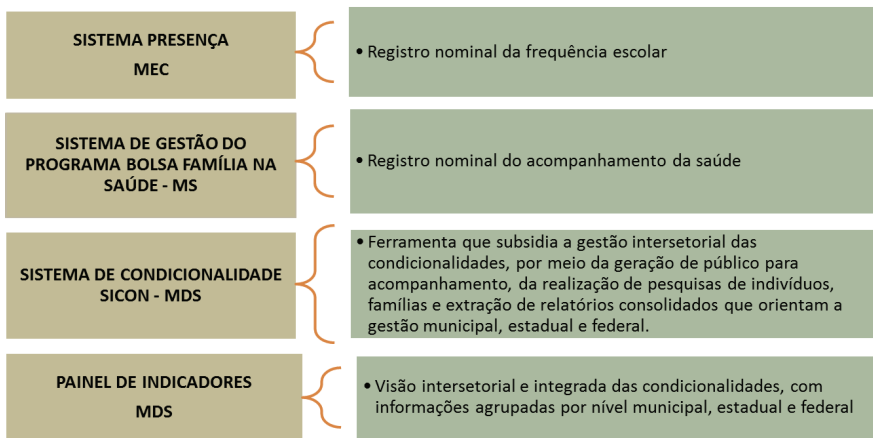 SISTEMA PRESENÇA
MEC
• Registro nominal da frequência escolar
SISTEMA DE GESTÃO DO
PROGRAMA BOLSA FAMÍLIA NA
SAÚDE - MS
• Registro nominal do acompanhamento da saúde
SISTEMA DE CONDICIONALIDADE
SICON - MDS
• Ferramenta que subsidia a gestão intersetorial das
condicionalidades, por meio da geração de público para
acompanhamento, da realização de pesquisas de indivíduos,
famílias e extração de relatórios consolidados que orientam a
gestão municipal, estadual e federal.
PAINEL DE INDICADORES
MDS
• Visão intersetorial e integrada das condicionalidades, com
informações agrupadas por nível municipal, estadual e federal